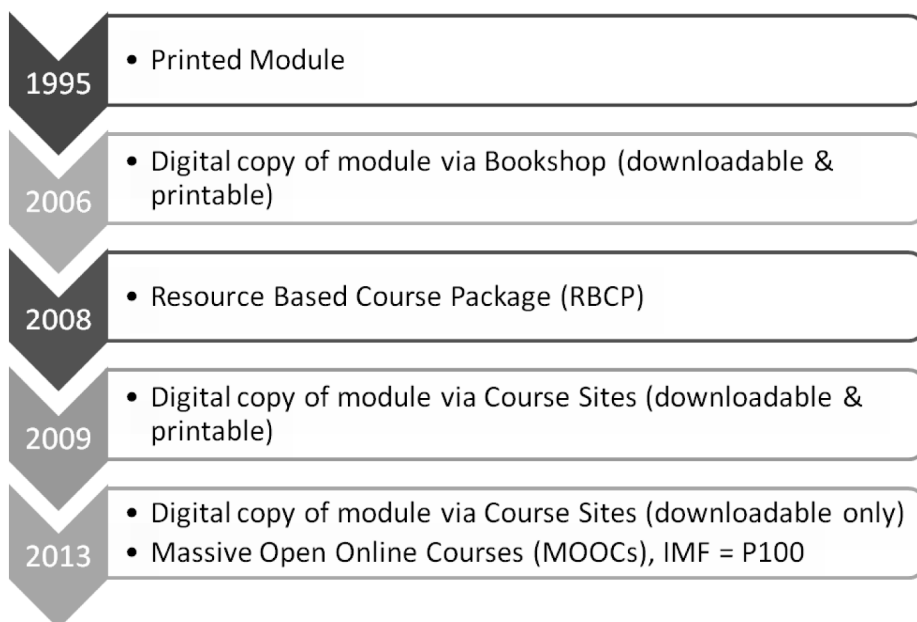 1995
• Printed Module
2006
• Digital copy of module via Bookshop (downloadable &
printable)
2008
• Resource Based Course Package (RBCP)
2009
• Digital copy of module via Course Sites (downloadable &
printable)
2013
• Digital copy of module via Course Sites (downloadable only)
• Massive Open Online Courses (MOOCs), IMF = P100